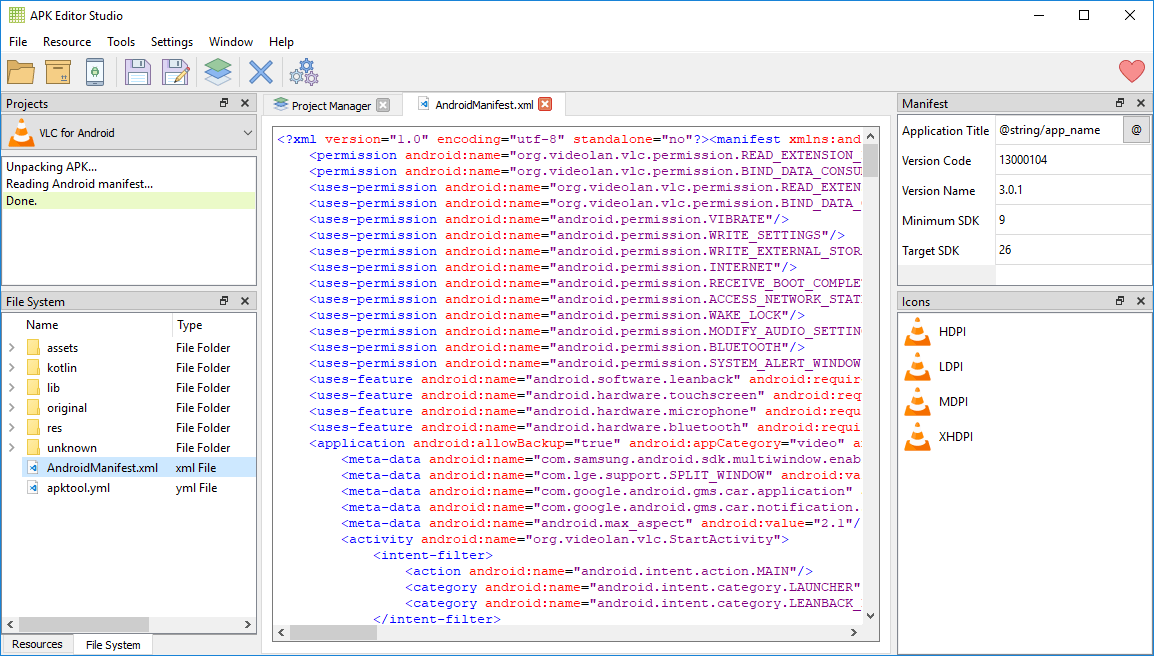 APK Editor Studio
File Resource Tools Settings Window Help
Projects
VLC for Android
Unpacking APK...
Reading Android manifest...
Done.
File System
Name Type
assets File Folder
kotlin File Folder
lib File Folder
original File Folder
res File Folder
unknown File Folder
AndroidManifest.xml xml File
apktool.yml yml File
Resources File System
Project Manager AndroidManifest.xml
<?xml version="1.0" encoding="utf-8" standalone="no"?><manifest xmlns:and
<permission android:name="org.videolan.vlc.permission.READ_EXTENSION_
<permission android:name="org.videolan.vlc.permission.BIND_DATA_CONSU
<uses-permission android:name="org.videolan.vlc.permission.READ_EXTEN
<uses-permission android:name="org.videolan.vlc.permission.BIND_DATA_
<uses-permission android:name="android.permission.VIBRATE"/>
<uses-permission android:name="android.permission.WRITE_SETTINGS"/>
<uses-permission android:name="android.permission.WRITE_EXTERNAL_STOR
<uses-permission android:name="android.permission.INTERNET"/>
<uses-permission android:name="android.permission.RECEIVE_BOOT_COMPLE
<uses-permission android:name="android.permission.ACCESS_NETWORK_STAT
<uses-permission android:name="android.permission.WAKE_LOCK"/>
<uses-permission android:name="android.permission.MODIFY_AUDIO_SETTIN
<uses-permission android:name="android.permission.BLUETOOTH"/>
<uses-permission android:name="android.permission.SYSTEM_ALERT_WINDOW
<uses-feature android:name="android.software.leanback" android:requir
<uses-feature android:name="android.hardware.touchscreen" android:req
<uses-feature android:name="android.hardware.microphone" android:requ
<uses-feature android:name="android.hardware.bluetooth" android:requi
<application android:allowBackup="true" android:appCategory="video" a
<meta-data android:name="com.samsung.android.sdk.multiwindow.enab
<meta-data android:name="com.lge.support.SPLIT_WINDOW" android:va
<meta-data android:name="com.google.android.gms.car.application"
<meta-data android:name="com.google.android.gms.car.notification.
<meta-data android:name="android.max_aspect" android:value="2.1"/
<activity android:name="org.videolan.vlc.StartActivity">
<intent-filter>
<action android:name="android.intent.action.MAIN"/>
<category android:name="android.intent.category.LAUNCHER"
<category android:name="android.intent.category.LEANBACK_
</intent-filter>
Manifest
Application Title @string/app_name @
Version Code 13000104
Version Name 3.0.1
Minimum SDK 9
Target SDK 26
Icons
HDPI
LDPI
MDPI
XHDPI